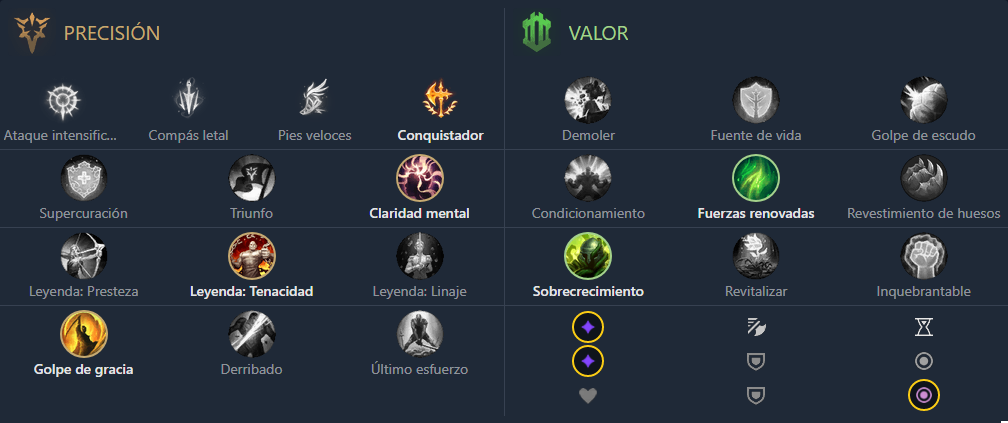 PRECISIÓN
Ataque intensific... Compás letal Pies veloces Conquistador
Supercuración Triunfo Claridad mental
Leyenda: Presteza Leyenda: Tenacidad Leyenda: Linaje
Golpe de gracia Derribado Último esfuerzo
VALOR
Demoler Fuente de vida Golpe de escudo
Condicionamiento Fuerzas renovadas Revestimiento de huesos
Sobrecrecimiento Revitalizar Inquebrantable